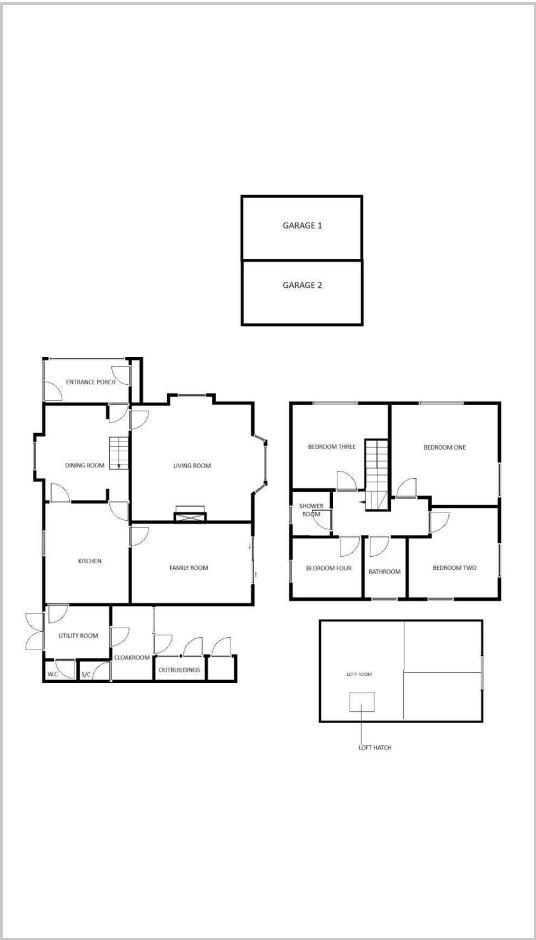 GARAGE 1
GARAGE 2
ENTRANCE PORCH
DINING ROOM
LIVING ROOM
KITCHEN
FAMILY ROOM
UTILITY ROOM
CLOAKROOM
W.C
S/C
OUTBUILDINGS
BEDROOM THREE
BEDROOM ONE
SHOWER
ROOM
BEDROOM FOUR
BATHROOM
BEDROOM TWO
LOFT ROOM
LOFT HATCH